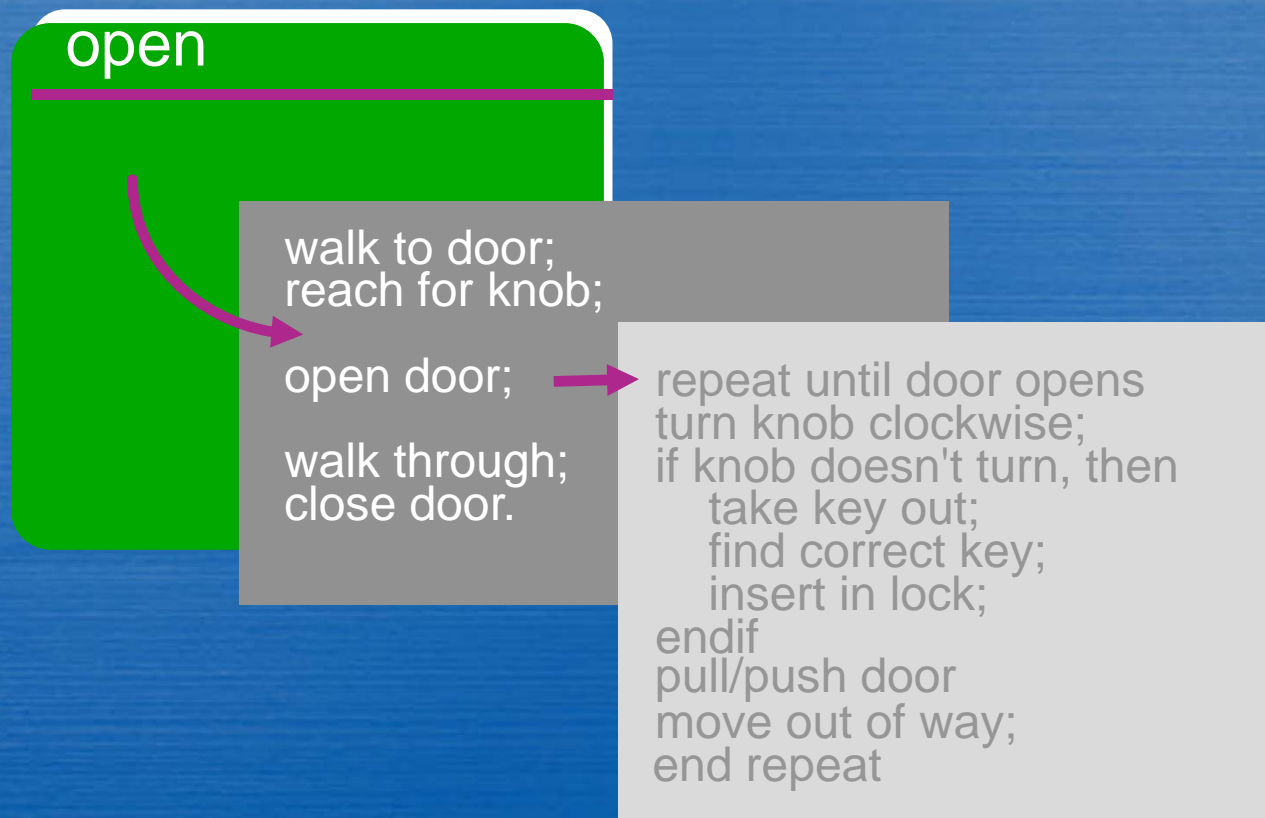 open
walk to door;
reach for knob;
open door;
walk through;
close door.
repeat until door opens
turn knob clockwise;
if knob doesn't turn, then
take key out;
find correct key;
insert in lock;
endif
pull/push door
move out of way;
end repeat